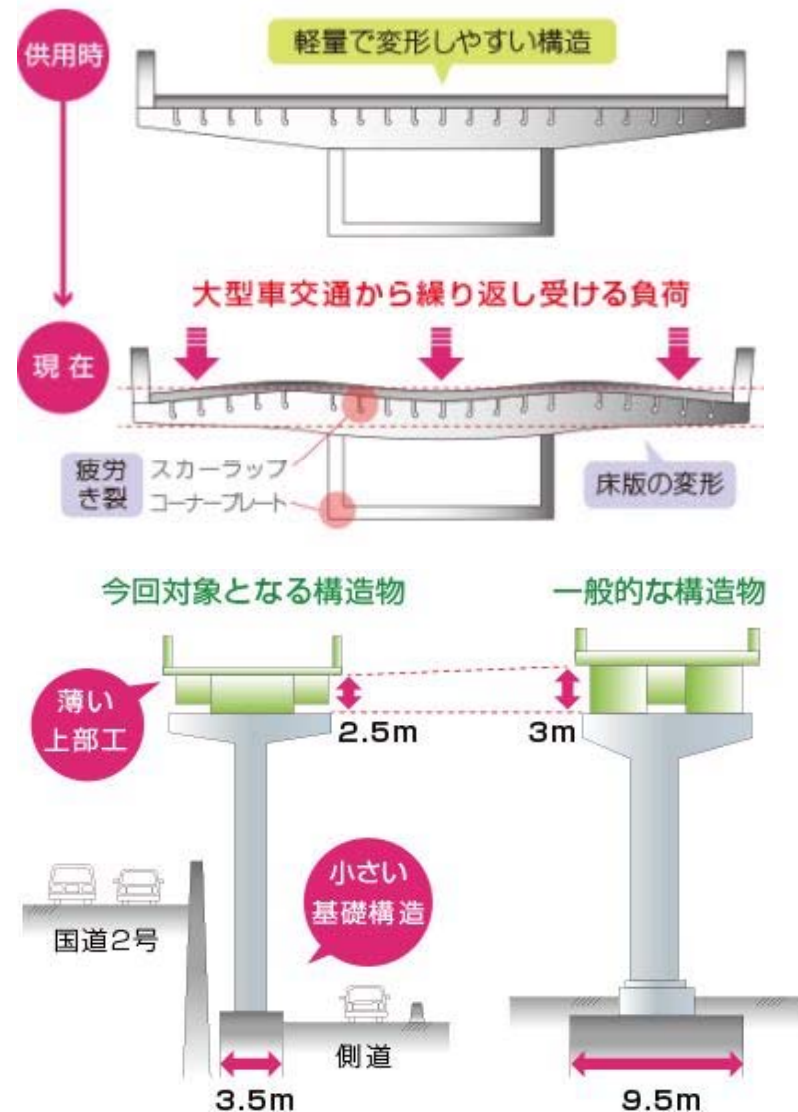 供用時
軽量で変形しやすい構造
大型車交通から繰り返し受ける負荷
現在
疲労
き裂
スカーラップ
コーナープレート
床版の変形
今回対象となる構造物
一般的な構造物
薄い
上部工
2.5m
3m
小さい
基礎構造
国道2号
側道
3.5m
9.5m